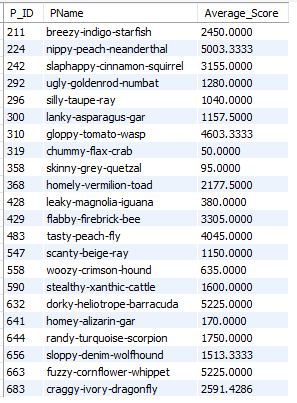 P_ID PName Average_Score
211 breezy-indigo-starfish 2450.0000
224 nippy-peach-neanderthal 5003.3333
242 slaphappy-cinnamon-squirrel 3155.0000
292 ugly-goldenrod-numbat 1280.0000
296 silly-taupe-ray 1040.0000
300 lanky-asparagus-gar 1157.5000
310 gloppy-tomato-wasp 4603.3333
319 chummy-flax-crab 50.0000
358 skinny-grey-quetzal 95.0000
368 homely-vermilion-toad 2177.5000
428 leaky-magnolia-iguana 380.0000
429 flabby-firebrick-bee 3305.0000
483 tasty-peach-fly 4045.0000
547 scanty-beige-ray 1150.0000
558 woozy-crimson-hound 635.0000
590 stealthy-xanthic-cattle 1600.0000
632 dorky-heliotrope-barracuda 5225.0000
641 homey-alizarin-gar 170.0000
644 randy-turquoise-scorpion 1750.0000
656 sloppy-denim-wolfhound 1513.3333
663 fuzzy-cornflower-whippet 5225.0000
683 craggy-ivory-dragonfly 2591.4286